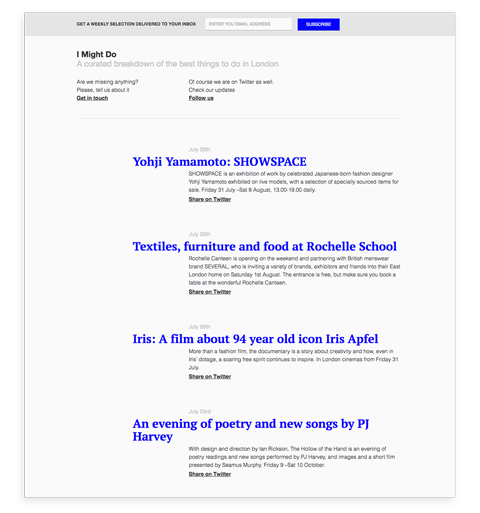 GET A WEEKLY SELECTION DELIVERED TO YOUR INBOX
ENTER YOU EMAIL ADDRESS
SUBSCRIBE
I Might Do
A curated breakdown of the best things to do in London
Are we missing anything?
Please, tell us about it
Get in touch
Of course we are on Twitter as well.
Check our updates
Follow us
July 28th
Yohji Yamamoto: SHOWSPACE
SHOWSPACE is an exhibition of work by celebrated Japanese-born fashion designer
Yohji Yamamoto exhibited on live models, with a selection of specially sourced items for
sale. Friday 31 July –Sat 8 August, 13.00-19.00 daily.
Share on Twitter
July 28th
Textiles, furniture and food at Rochelle School
Rochelle Canteen is opening on the weekend and partnering with British menswear
brand SEVERAL, who is inviting a variety of brands, exhibitors and friends into their East
London home on Saturday 1st August. The entrance is free, but make sure you book a
table at the wonderful Rochelle Canteen.
Share on Twitter
July 28th
Iris: A film about 94 year old icon Iris Apfel
More than a fashion film, the documentary is a story about creativity and how, even in
Iris' dotage, a soaring free spirit continues to inspire. In London cinemas from Friday 31
July.
Share on Twitter
July 23rd
An evening of poetry and new songs by PJ
Harvey
With design and direction by Ian Rickson, The Hollow of the Hand is an evening of
poetry readings and new songs performed by PJ Harvey, and images and a short film
presented by Seamus Murphy. Friday 9 –Sat 10 October.
Share on Twitter